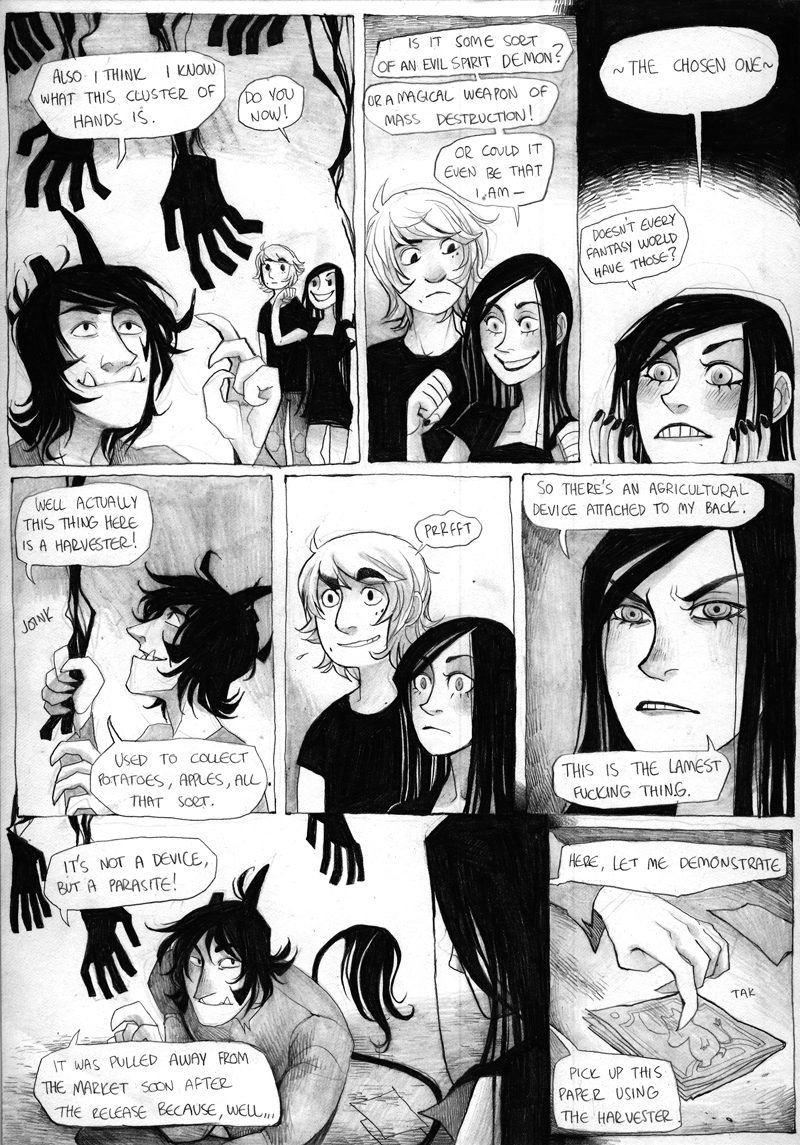 ALSO I THINK I KNOW
WHAT THIS CLUSTER OF
HANDS IS.
DO YOU
NOW!
IS IT SOME SORT
OF AN EVIL SPIRIT DEMON?
OR A MAGICAL WEAPON OF
MASS DESTRUCTION!
OR COULD IT
EVEN BE THAT
I AM —
~ THE CHOSEN ONE ~
DOESN'T EVERY
FANTASY WORLD
HAVE THOSE?
WELL ACTUALLY
THIS THING HERE
IS A HARVESTER!
JOINK
USED TO COLLECT
POTATOES, APPLES, ALL
THAT SORT.
PRRFFT
SO THERE'S AN AGRICULTURAL
DEVICE ATTACHED TO MY BACK.
THIS IS THE LAMEST
FUCKING THING.
IT'S NOT A DEVICE,
BUT A PARASITE!
IT WAS PULLED AWAY FROM
THE MARKET SOON AFTER
THE RELEASE BECAUSE, WELL...
HERE, LET ME DEMONSTRATE
TAK
PICK UP THIS
PAPER USING
THE HARVESTER